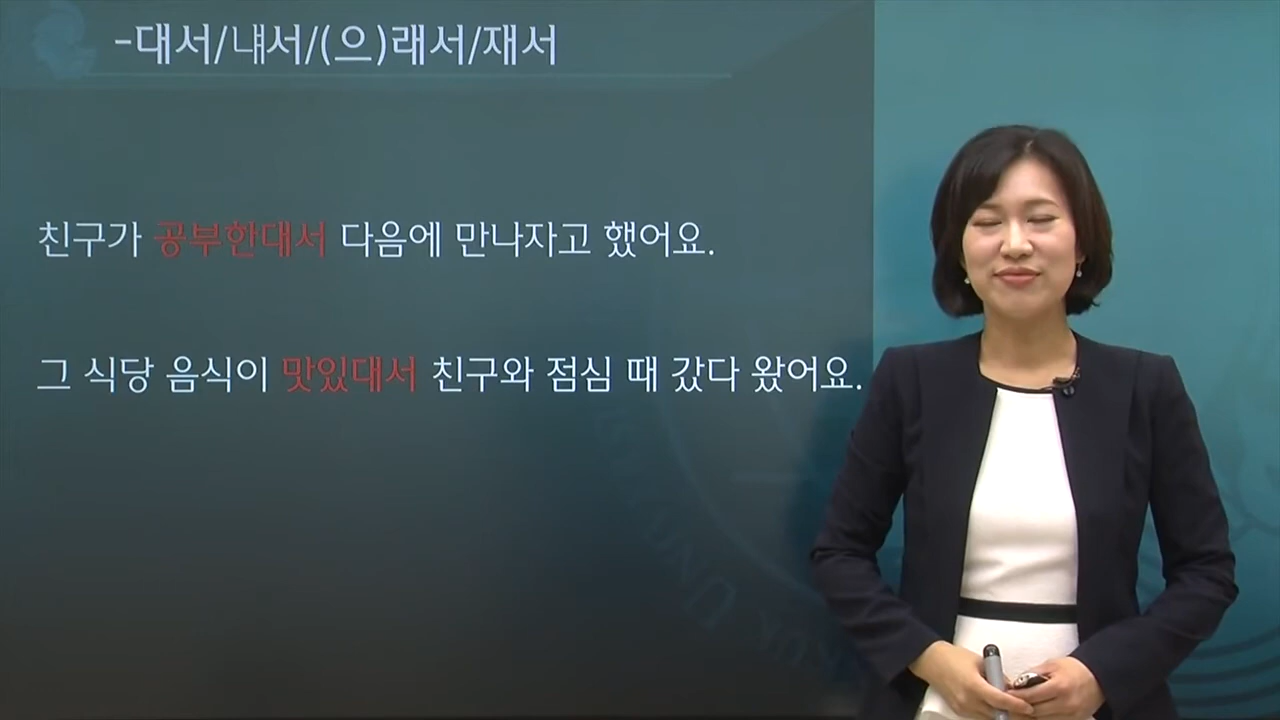 -대서/냬서/(으)래서/재서
친구가 공부한대서 다음에 만나자고 했어요.
그 식당 음식이 맛있대서 친구와 점심 때 갔다 왔어요.